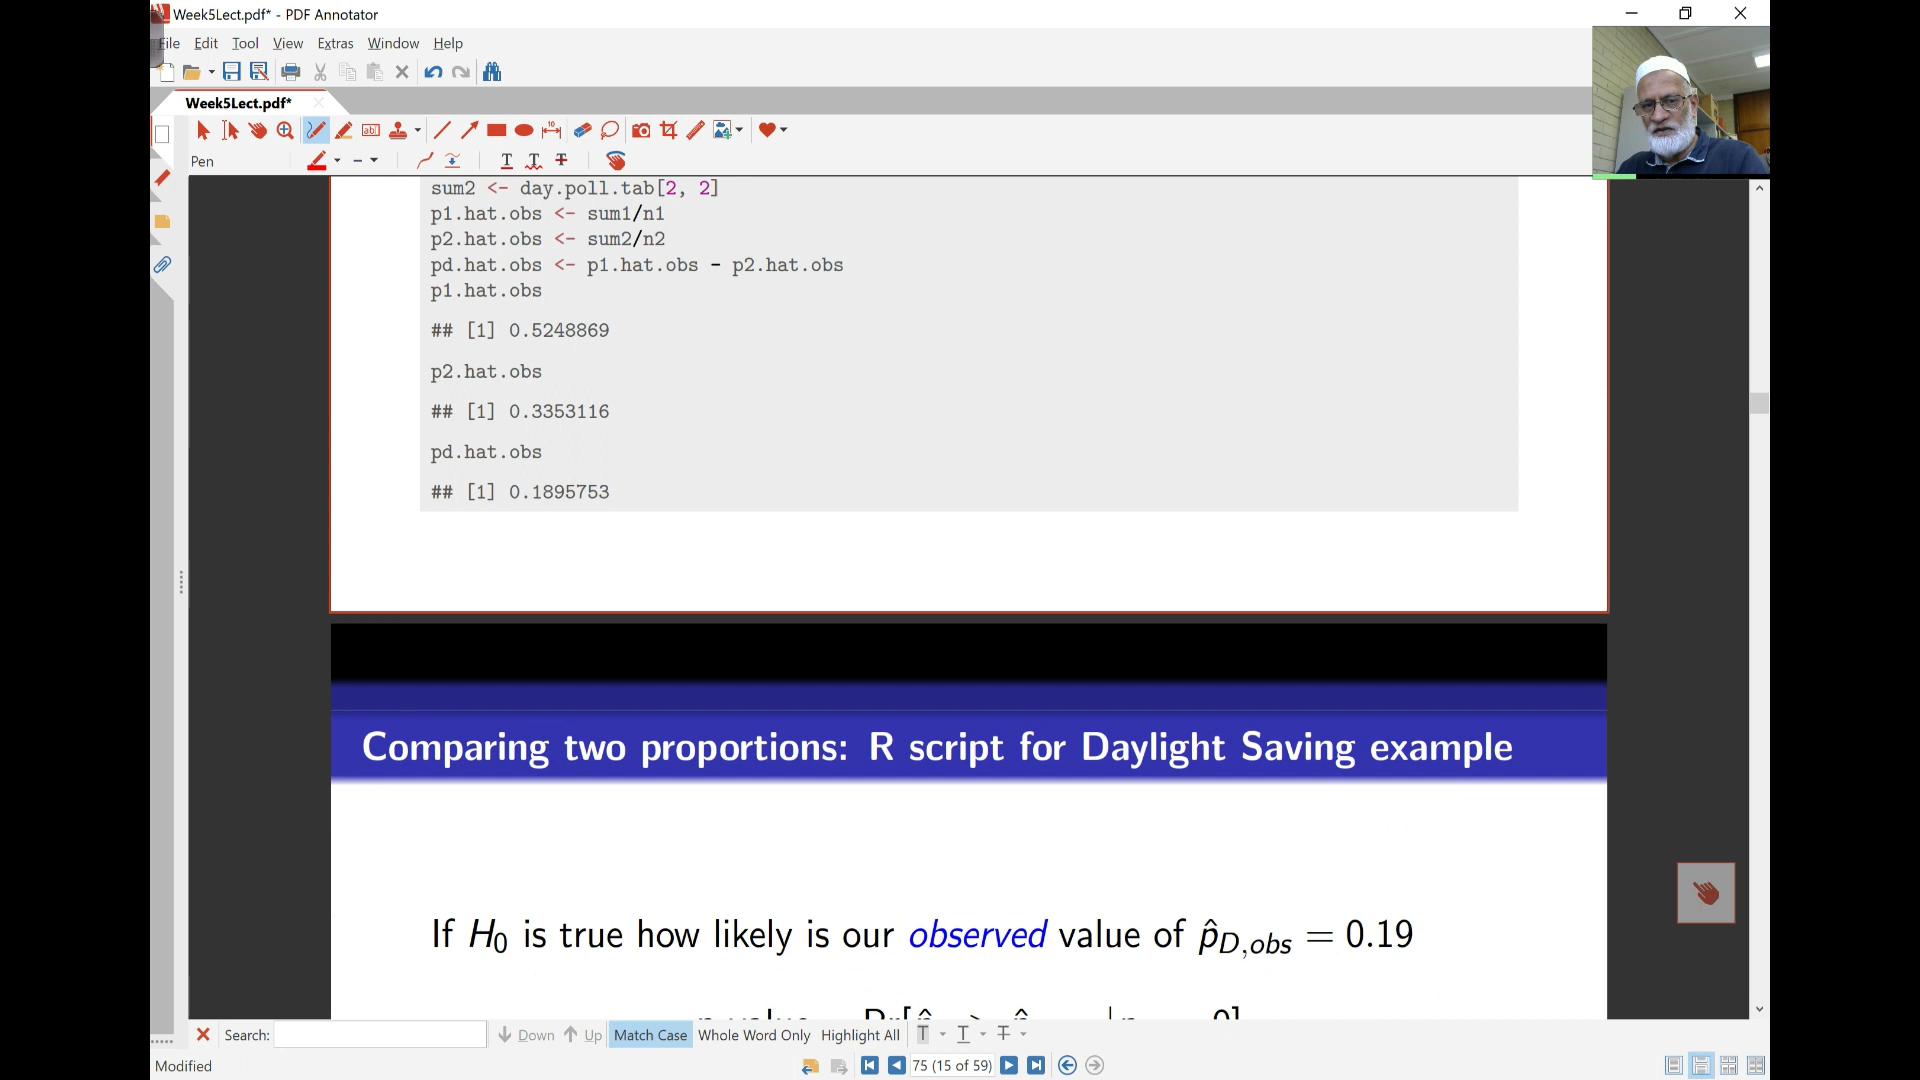 Week5Lect.pdf* - PDF Annotator
File Edit Tool View Extras Window Help
Week5Lect.pdf*
Pen
sum2 <- day.poll.tab[2, 2]
p1.hat.obs <- sum1/n1
p2.hat.obs <- sum2/n2
pd.hat.obs <- p1.hat.obs - p2.hat.obs
p1.hat.obs
## [1] 0.5248869
p2.hat.obs
## [1] 0.3353116
pd.hat.obs
## [1] 0.1895753
Comparing two proportions: R script for Daylight Saving example
If H₀ is true how likely is our observed value of p̂D,obs = 0.19
Search: Down Up Match Case Whole Word Only Highlight All
Modified 75 (15 of 59)